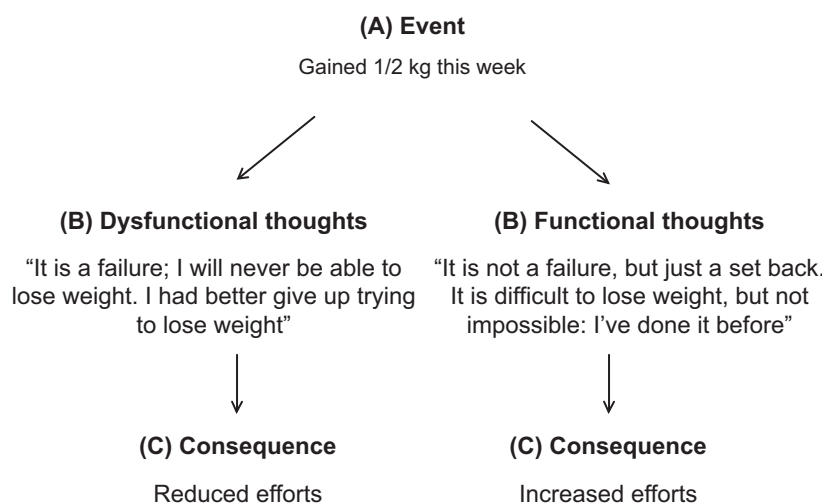 (A) Event
Gained 1/2 kg this week
(B) Dysfunctional thoughts
“It is a failure; I will never be able to
lose weight. I had better give up trying
to lose weight”
(C) Consequence
Reduced efforts
(B) Functional thoughts
“It is not a failure, but just a set back.
It is difficult to lose weight, but not
impossible: I’ve done it before”
(C) Consequence
Increased efforts